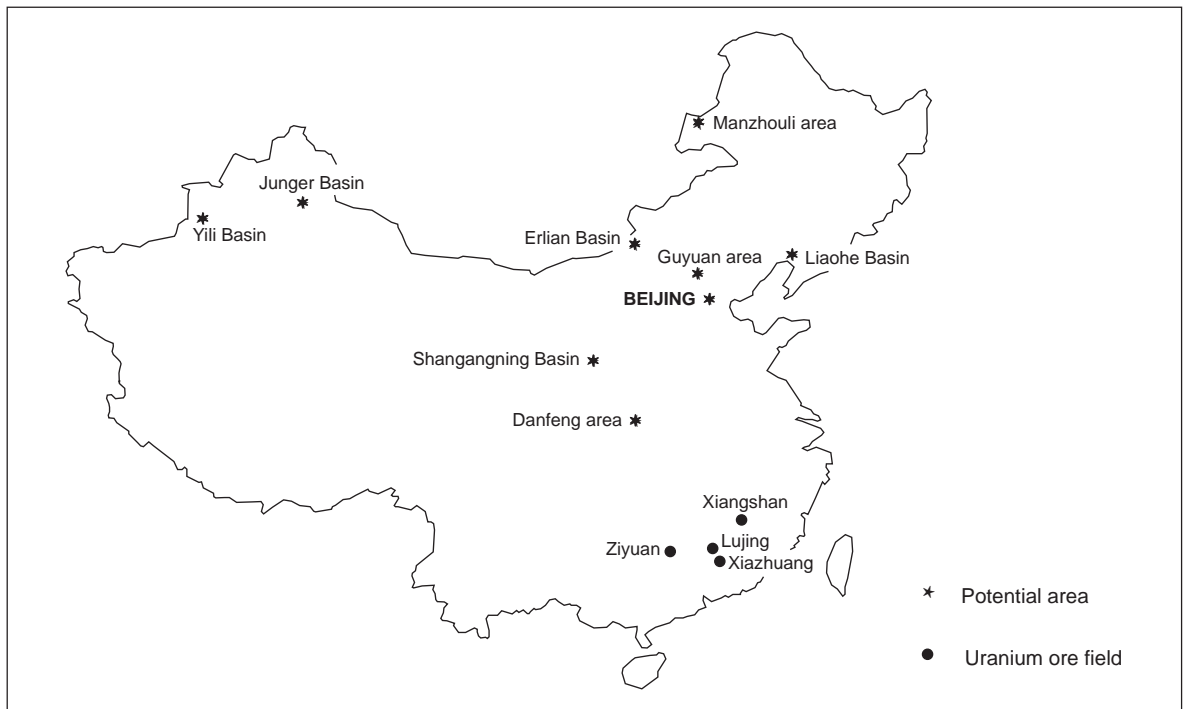 Manzhouli area
Junger Basin
Yili Basin
Erlian Basin
Guyuan area
Liaohe Basin
BEIJING
Shangangning Basin
Danfeng area
Xiangshan
Ziyuan
Lujing
Xiazhuang
Potential area
Uranium ore field